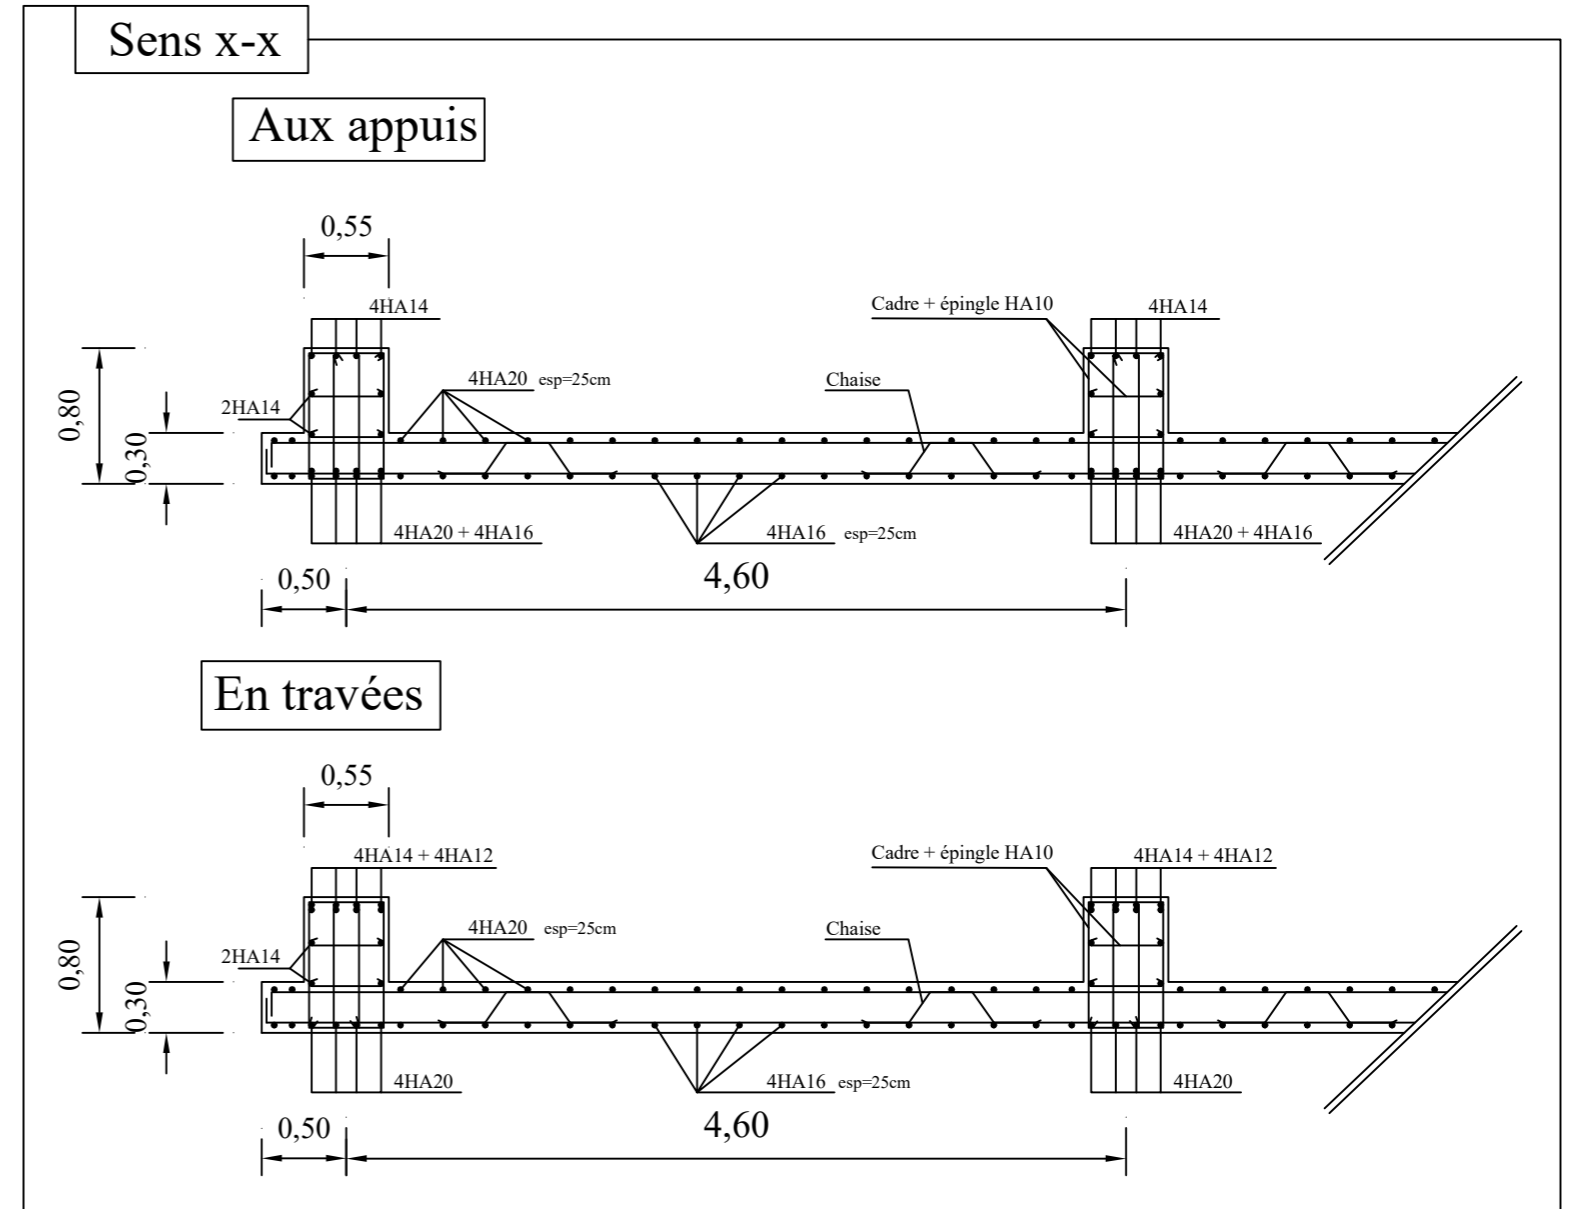 Sens x-x
Aux appuis
0,55
4HA14
Cadre + épingle HA10
4HA14
4HA20 esp=25cm
Chaise
2HA14
0,80
0,30
4HA20 + 4HA16
4HA16 esp=25cm
4HA20 + 4HA16
0,50
4,60
En travées
0,55
4HA14 + 4HA12
Cadre + épingle HA10
4HA14 + 4HA12
4HA20 esp=25cm
Chaise
2HA14
0,80
0,30
4HA20
4HA16 esp=25cm
4HA20
0,50
4,60